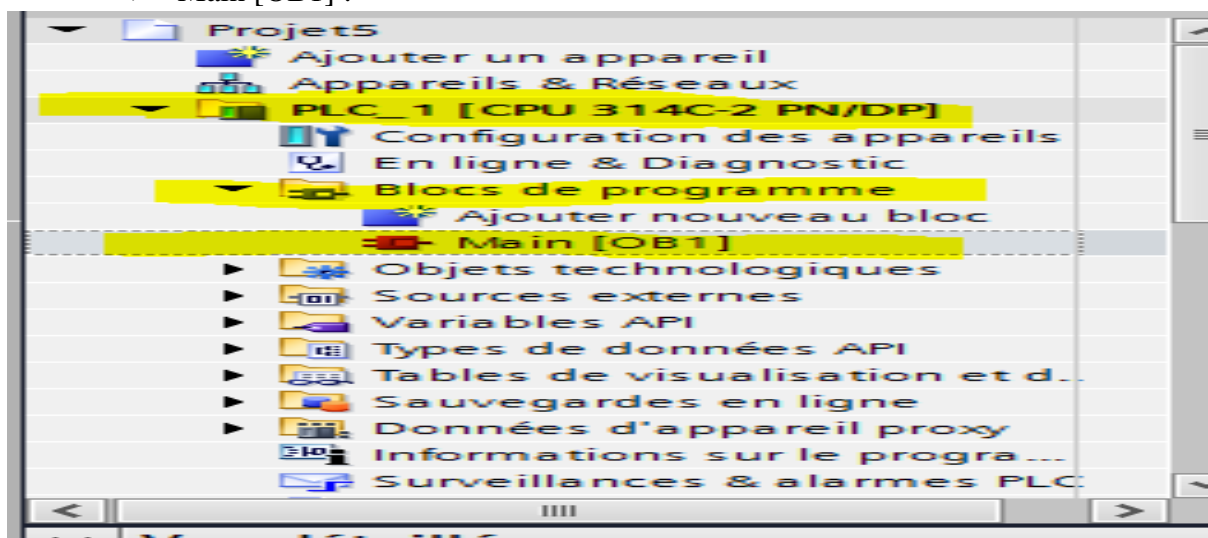 Main [OB1] :
Projet5
Ajouter un appareil
Appareils & Réseaux
PLC_1 [CPU 314C-2 PN/DP]
Configuration des appareils
En ligne & Diagnostic
Blocs de programme
Ajouter nouveau bloc
Main [OB1]
Objets technologiques
Sources externes
Variables API
Types de données API
Tables de visualisation et d...
Sauvegardes en ligne
Données d'appareil proxy
Informations sur le progra...
Surveillances & alarmes PLC